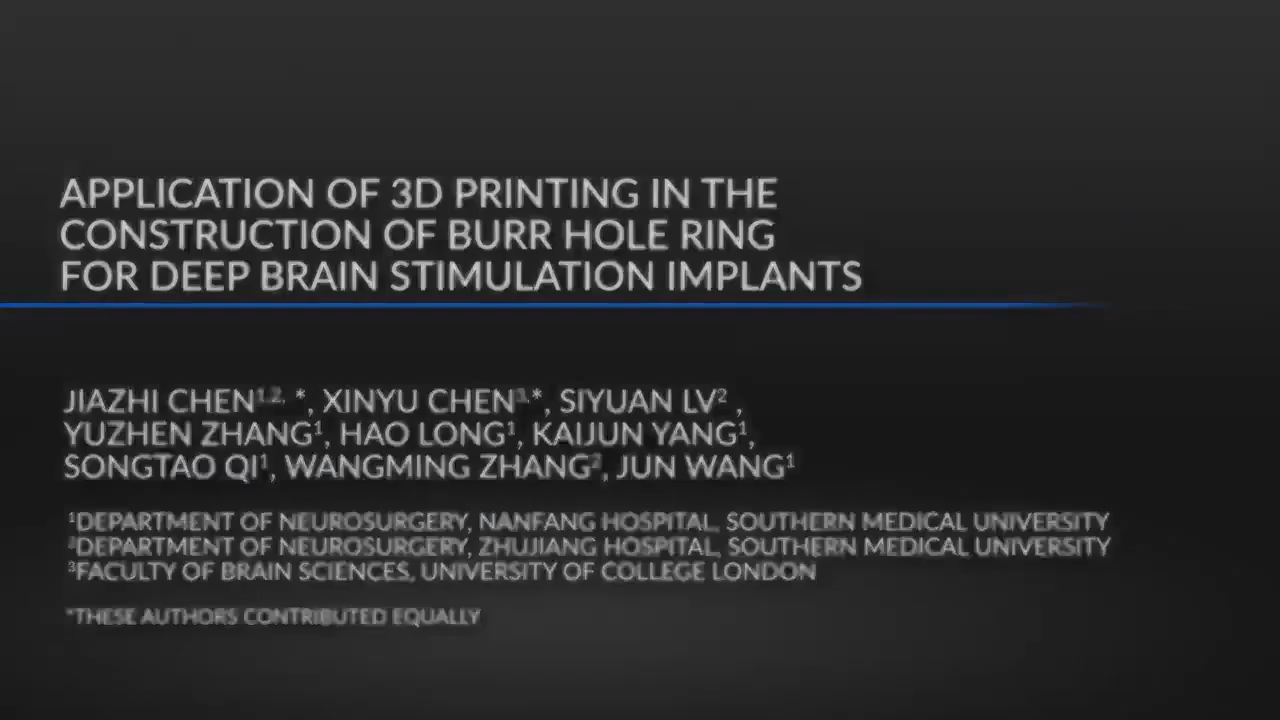 APPLICATION OF 3D PRINTING IN THE
CONSTRUCTION OF BURR HOLE RING
FOR DEEP BRAIN STIMULATION IMPLANTS
JIAZHI CHEN1,2, *, XINYU CHEN3,*, SIYUAN LV2 ,
YUZHEN ZHANG1, HAO LONG1, KAIJUN YANG1,
SONGTAO QI1, WANGMING ZHANG2, JUN WANG1
1DEPARTMENT OF NEUROSURGERY, NANFANG HOSPITAL, SOUTHERN MEDICAL UNIVERSITY
2DEPARTMENT OF NEUROSURGERY, ZHUJIANG HOSPITAL, SOUTHERN MEDICAL UNIVERSITY
3FACULTY OF BRAIN SCIENCES, UNIVERSITY OF COLLEGE LONDON
*THESE AUTHORS CONTRIBUTED EQUALLY